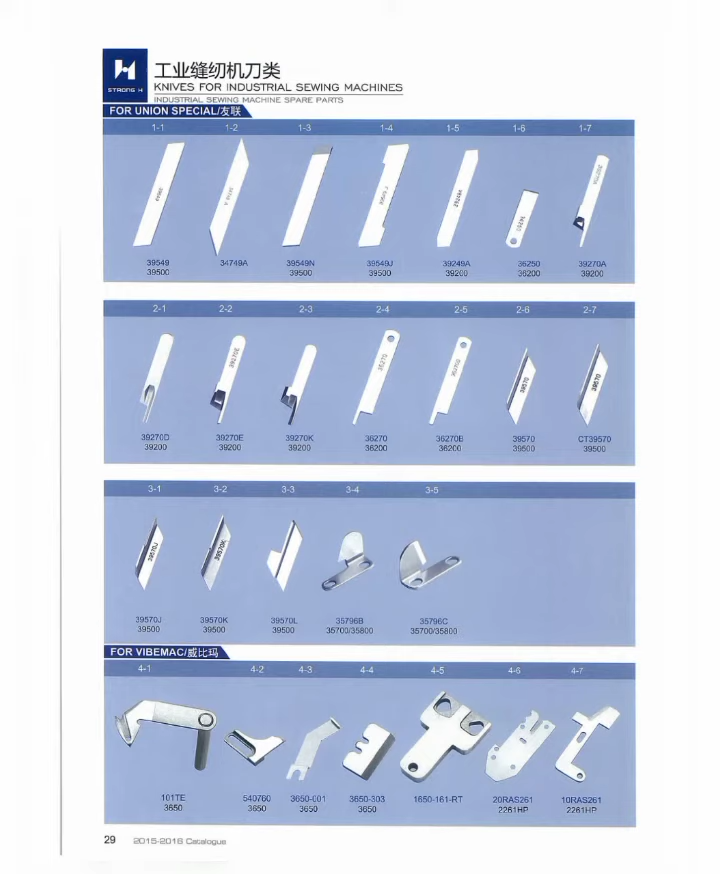 STRONG H
工业缝纫机刀类
KNIVES FOR INDUSTRIAL SEWING MACHINES
INDUSTRIAL SEWING MACHINE SPARE PARTS
FOR UNION SPECIAL/友联
1-1 1-2 1-3 1-4 1-5 1-6 1-7
39549 34749A 39549N 39549J 39249A 36250 39270A
39500 39500 39500 39200 36200 39200
2-1 2-2 2-3 2-4 2-5 2-6 2-7
39270E 36270 39570 39570
39270D 39270E 39270K 36270 36270B 39570 CT39570
39200 39200 39200 36200 36200 39500 39500
3-1 3-2 3-3 3-4 3-5
39570J 39570K
39570J 39570K 39570L 35796B 35796C
39500 39500 39500 35700/35800 35700/35800
FOR VIBEMAC/威比玛
4-1 4-2 4-3 4-4 4-5 4-6 4-7
101TE 540760 3650-001 3650-303 1650-161-RT 20RAS261 10RAS261
3650 3650 3650 3650 2261HP 2261HP
29 2015-2016 Catalogue